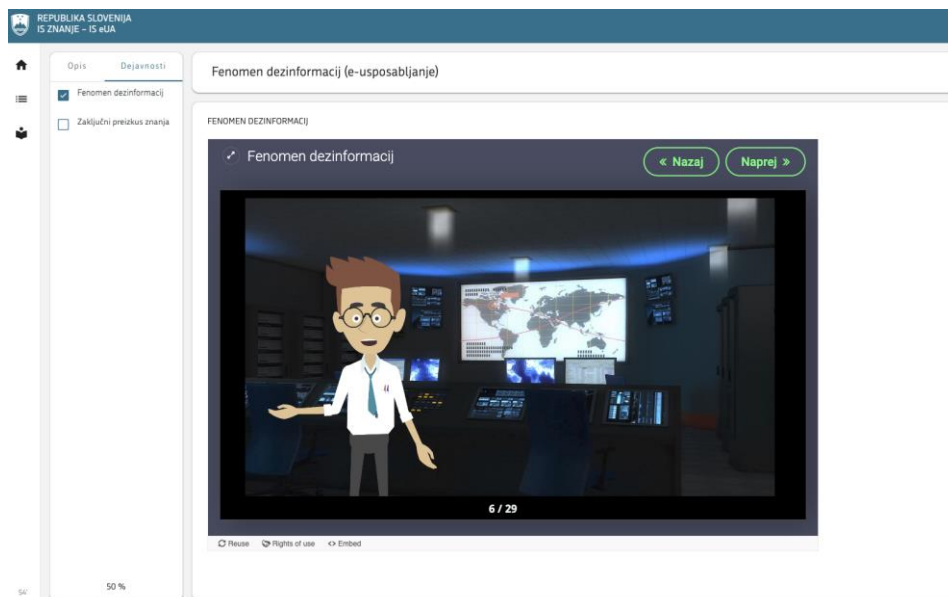 REPUBLIKA SLOVENIJA
IS ZNANJE – IS eUA
Opis
Dejavnosti
Fenomen dezinformacij
Zaključni preizkus znanja
50 %
Fenomen dezinformacij (e-usposabljanje)
FENOMEN DEZINFORMACIJ
Fenomen dezinformacij
« Nazaj
Naprej »
6 / 29
Reuse
Rights of use
<> Embed